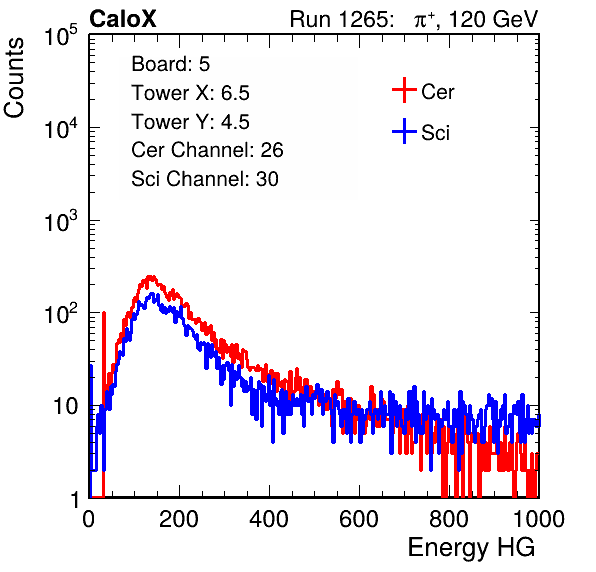 CaloX Run 1265: π⁺, 120 GeV
Counts
10⁵
10⁴
10³
10²
10
1
Board: 5
Tower X: 6.5
Tower Y: 4.5
Cer Channel: 26
Sci Channel: 30
Cer
Sci
0 200 400 600 800 1000
Energy HG